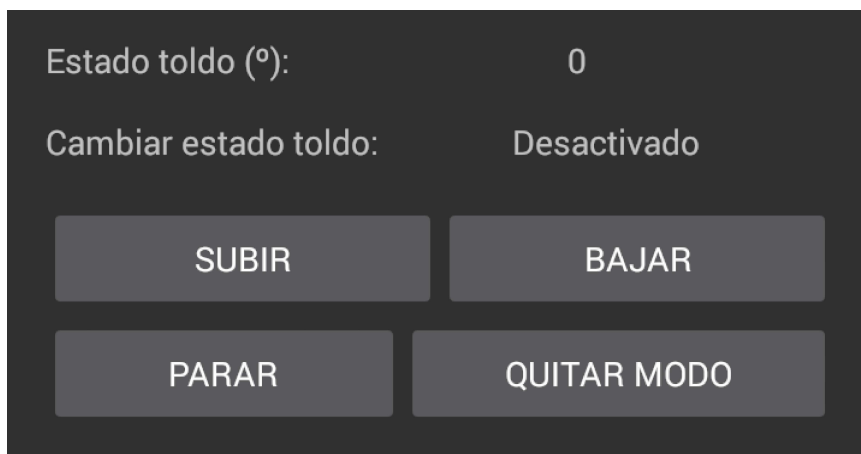 Estado toldo (º): 0
Cambiar estado toldo: Desactivado
SUBIR BAJAR
PARAR QUITAR MODO